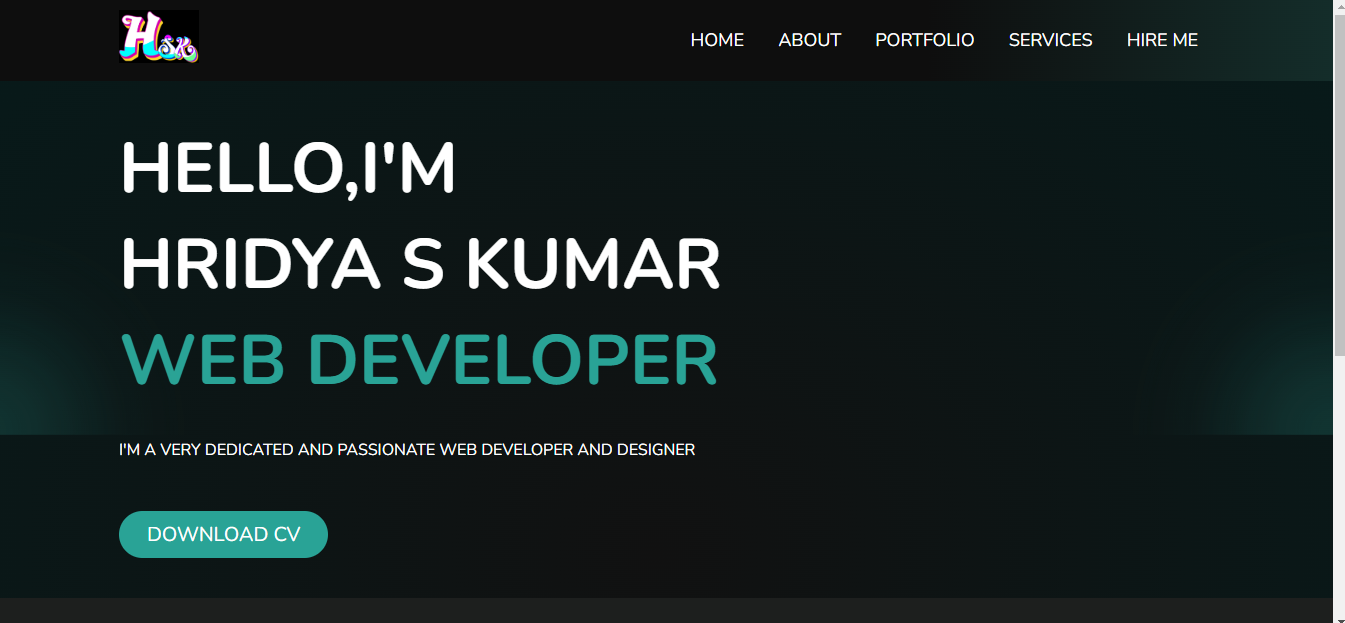 HSK
HOME ABOUT PORTFOLIO SERVICES HIRE ME
HELLO,I'M
HRIDYA S KUMAR
WEB DEVELOPER
I'M A VERY DEDICATED AND PASSIONATE WEB DEVELOPER AND DESIGNER
DOWNLOAD CV